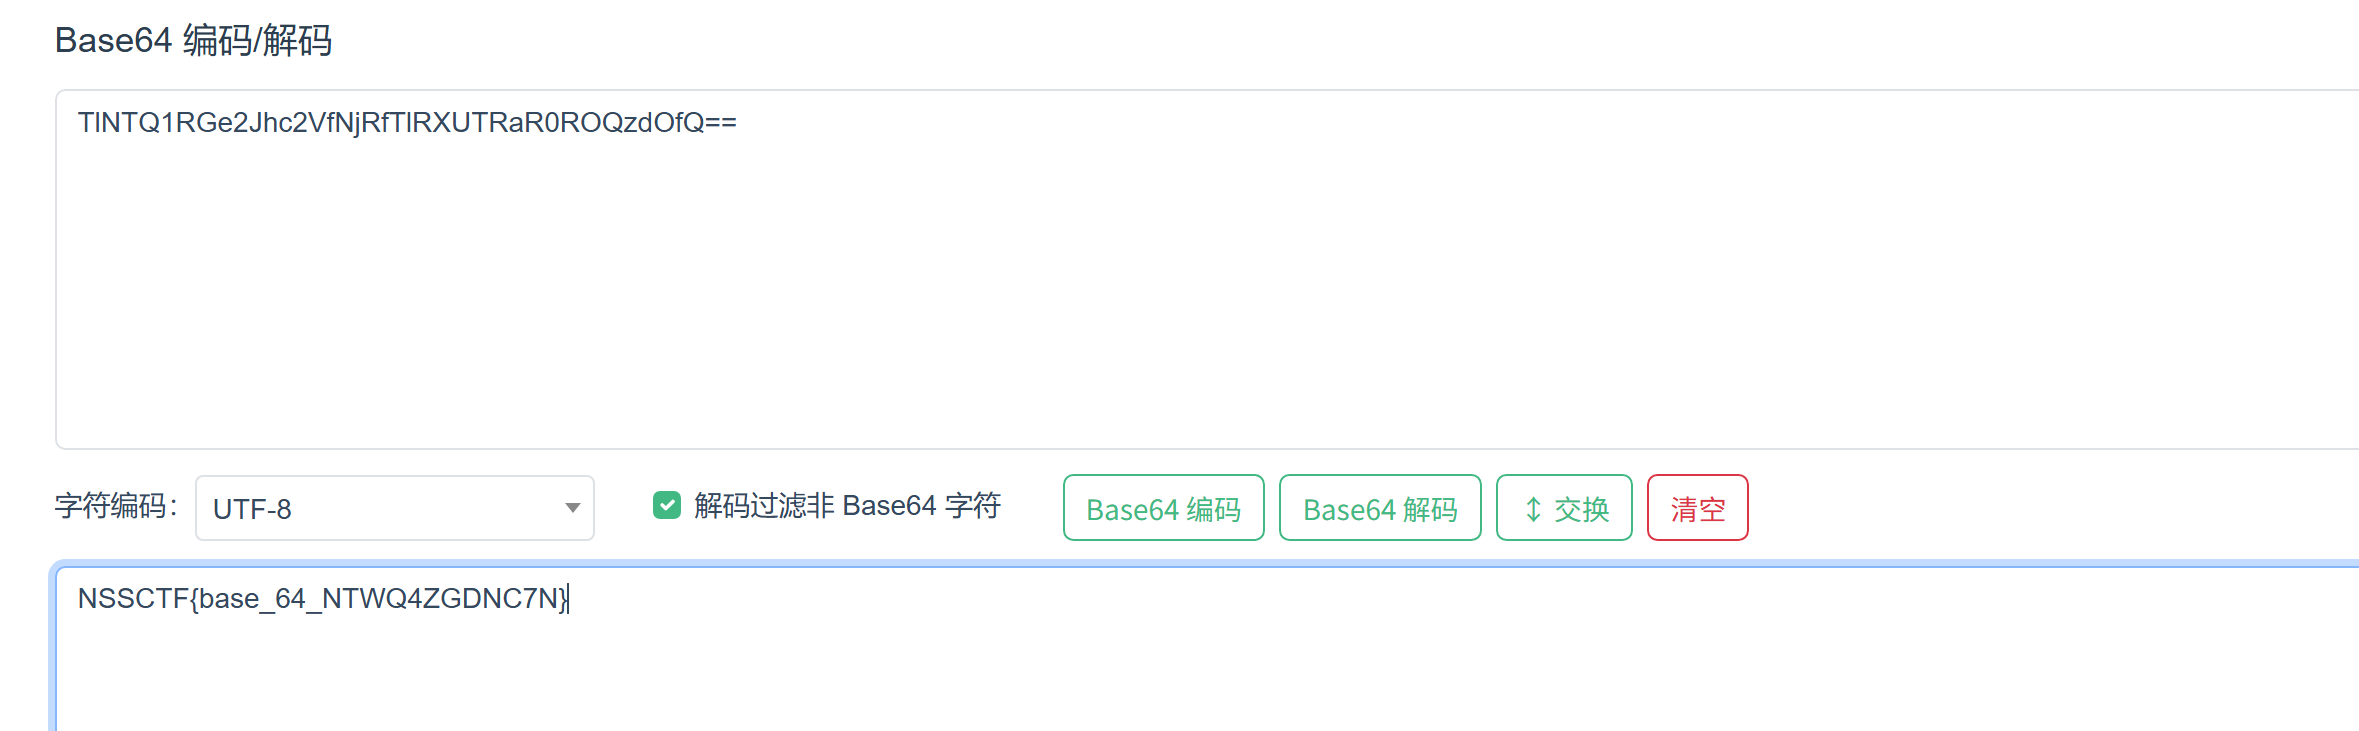 Base64 编码/解码
TlNTQ1RGe2Jhc2VfNjRfTlRXUTRaR0ROQzdOfQ==
字符编码： UTF-8 解码过滤非 Base64 字符 Base64 编码 Base64 解码 ↕ 交换 清空
NSSCTF{base_64_NTWQ4ZGDNC7N}